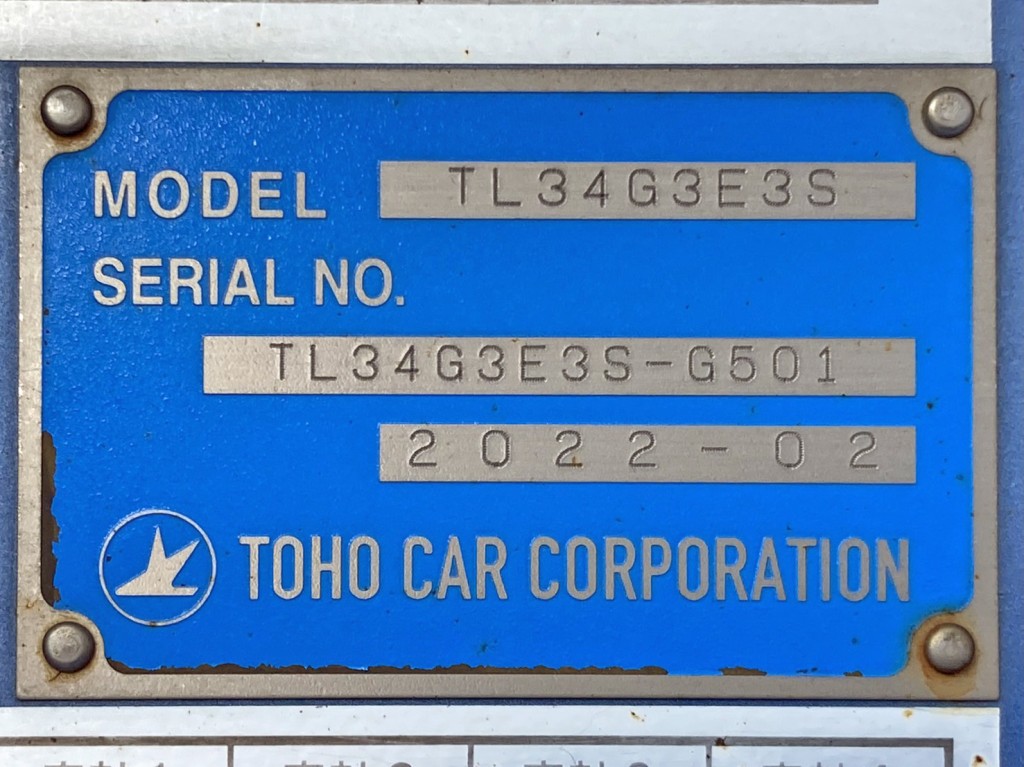 MODEL TL34G3E3S
SERIAL NO.
TL34G3E3S-G501
2022-02
TOHO CAR CORPORATION